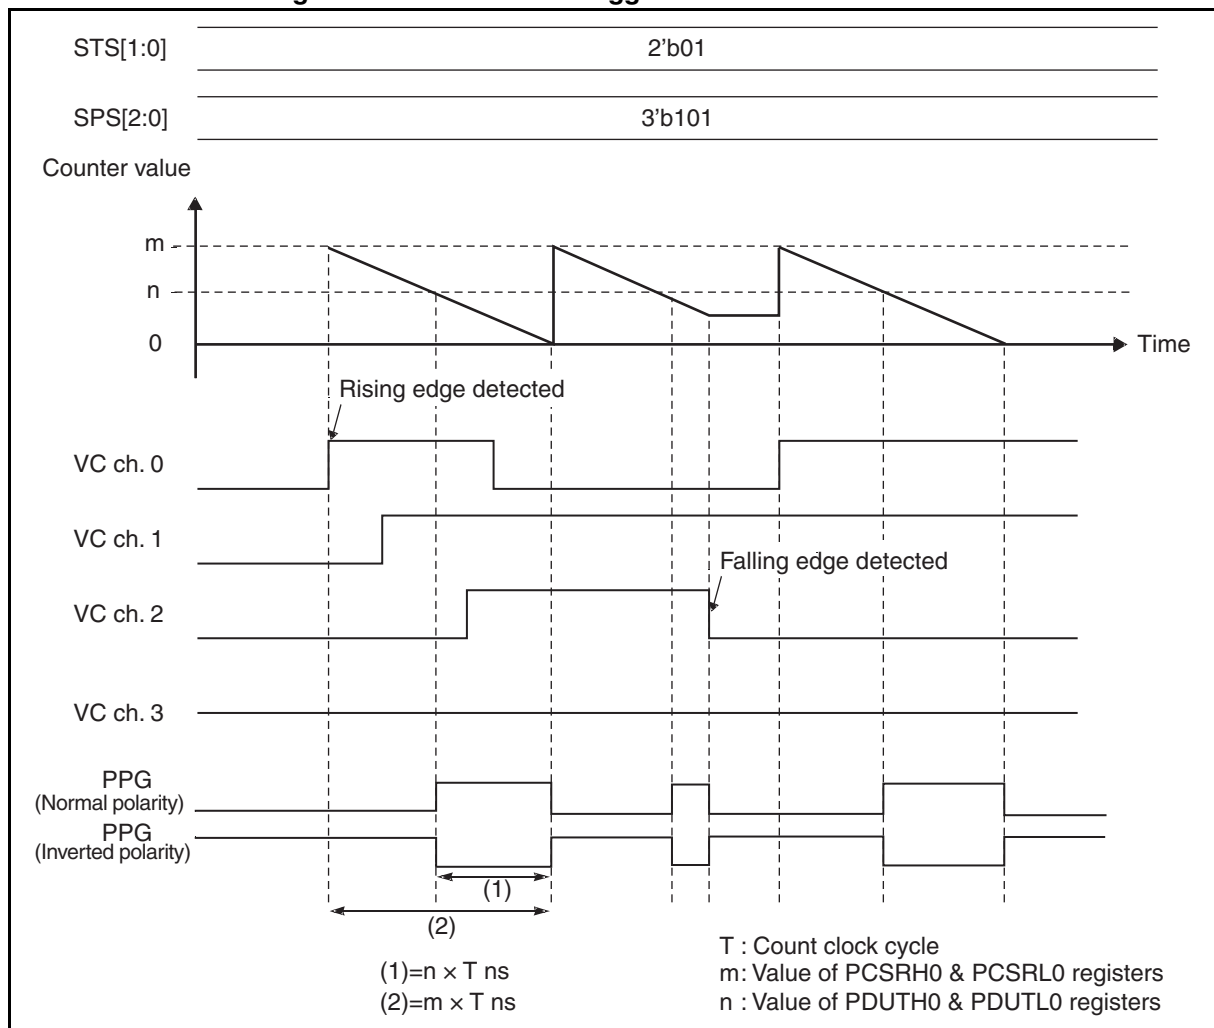 STS[1:0]
2'b01
SPS[2:0]
3'b101
Counter value
m
n
0
Time
Rising edge detected
VC ch. 0
VC ch. 1
Falling edge detected
VC ch. 2
VC ch. 3
PPG
(Normal polarity)
PPG
(Inverted polarity)
(1)
(2)
(1)=n × T ns
(2)=m × T ns
T : Count clock cycle
m: Value of PCSRH0 & PCSRL0 registers
n : Value of PDUTH0 & PDUTL0 registers